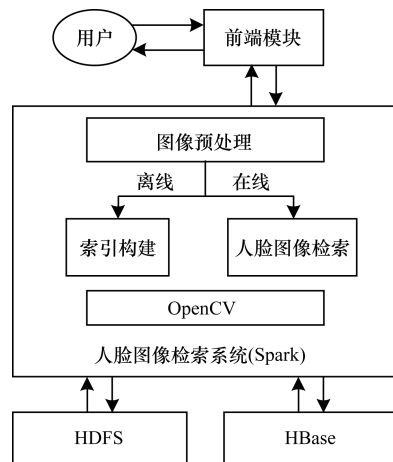 用户
前端模块
图像预处理
离线
在线
索引构建
人脸图像检索
OpenCV
人脸图像检索系统(Spark)
HDFS
HBase